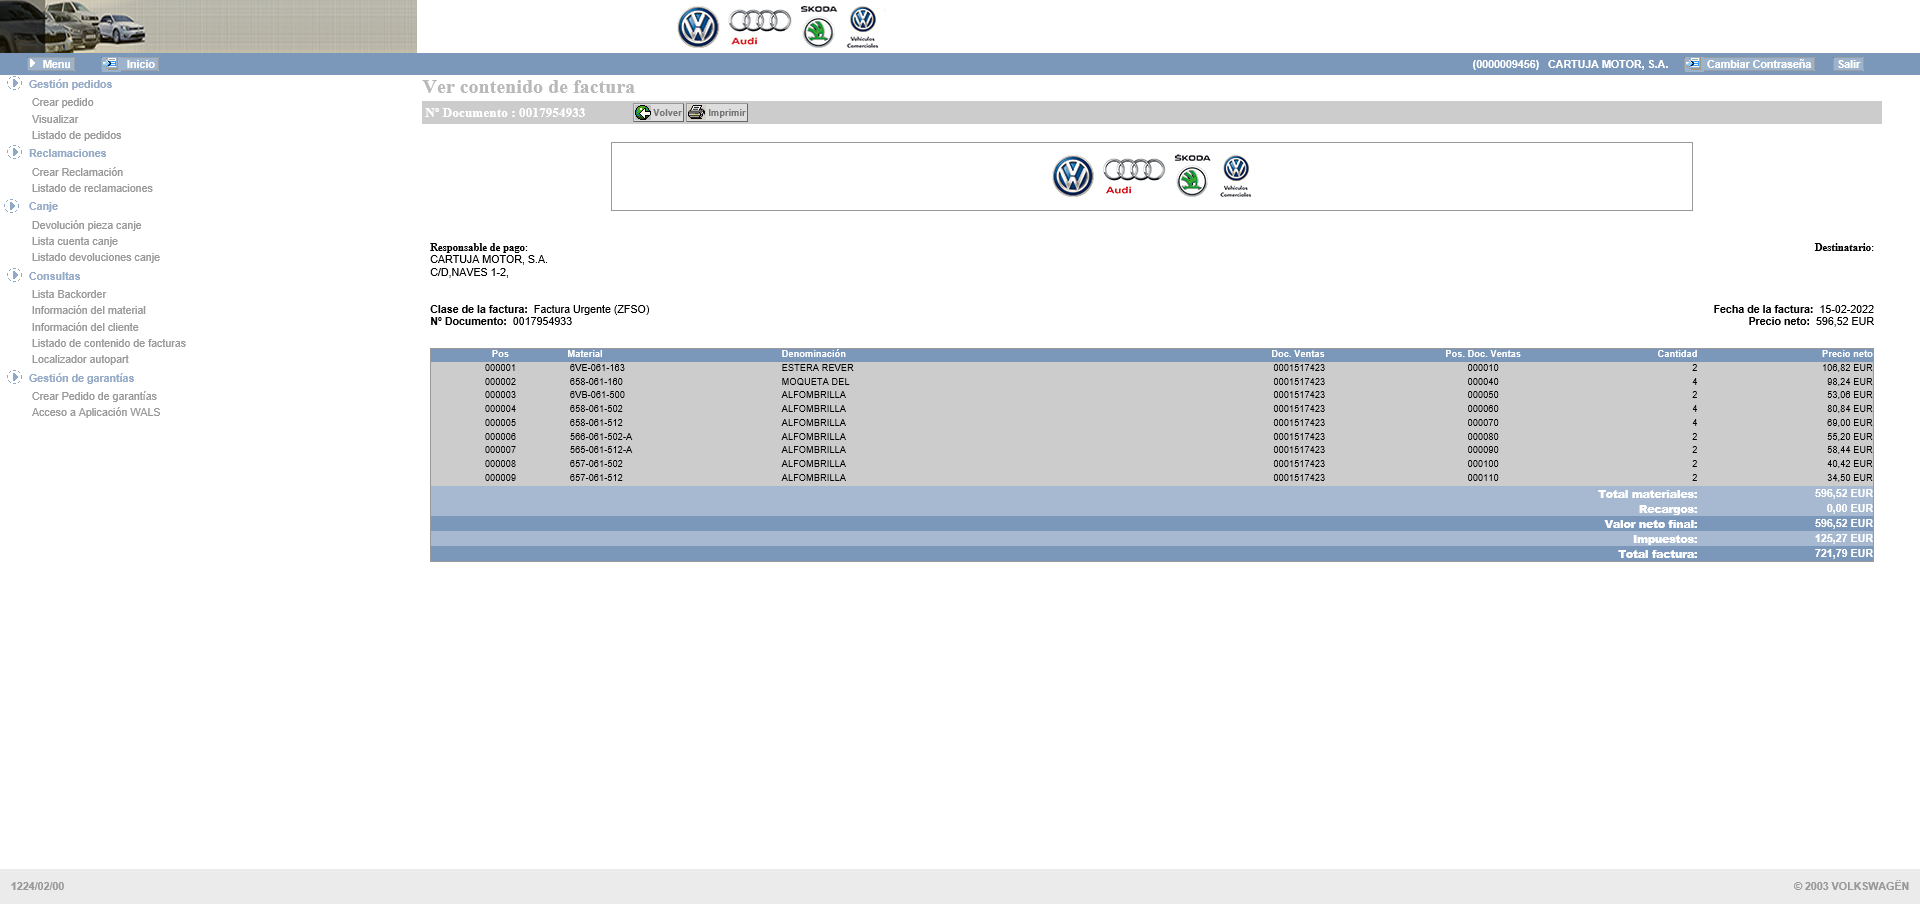 ŠKODA
Audi
Vehículos
Comerciales
Menu Inicio (0000009456) CARTUJA MOTOR, S.A. Cambiar Contraseña Salir
Gestión pedidos
Crear pedido
Visualizar
Listado de pedidos
Reclamaciones
Crear Reclamación
Listado de reclamaciones
Canje
Devolución pieza canje
Lista cuenta canje
Listado devoluciones canje
Consultas
Lista Backorder
Información del material
Información del cliente
Listado de contenido de facturas
Localizador autopart
Gestión de garantías
Crear Pedido de garantías
Acceso a Aplicación WALS
Ver contenido de factura
Nº Documento : 0017954933 Volver Imprimir
ŠKODA
Audi
Vehículos
Comerciales
Responsable de pago: Destinatario:
CARTUJA MOTOR, S.A.
C/D,NAVES 1-2,
Clase de la factura: Factura Urgente (ZFSO) Fecha de la factura: 15-02-2022
Nº Documento: 0017954933 Precio neto: 596,52 EUR
Pos Material Denominación Doc. Ventas Pos. Doc. Ventas Cantidad Precio neto
000001 6VE-061-163 ESTERA REVER 0001517423 000010 2 106,82 EUR
000002 658-061-160 MOQUETA DEL 0001517423 000040 4 98,24 EUR
000003 6VB-061-500 ALFOMBRILLA 0001517423 000050 2 53,06 EUR
000004 658-061-502 ALFOMBRILLA 0001517423 000060 4 80,84 EUR
000005 658-061-512 ALFOMBRILLA 0001517423 000070 4 69,00 EUR
000006 566-061-502-A ALFOMBRILLA 0001517423 000080 2 55,20 EUR
000007 565-061-512-A ALFOMBRILLA 0001517423 000090 2 58,44 EUR
000008 657-061-502 ALFOMBRILLA 0001517423 000100 2 40,42 EUR
000009 657-061-512 ALFOMBRILLA 0001517423 000110 2 34,50 EUR
Total materiales: 596,52 EUR
Recargos: 0,00 EUR
Valor neto final: 596,52 EUR
Impuestos: 125,27 EUR
Total factura: 721,79 EUR
1224/02/00 © 2003 VOLKSWAGËN